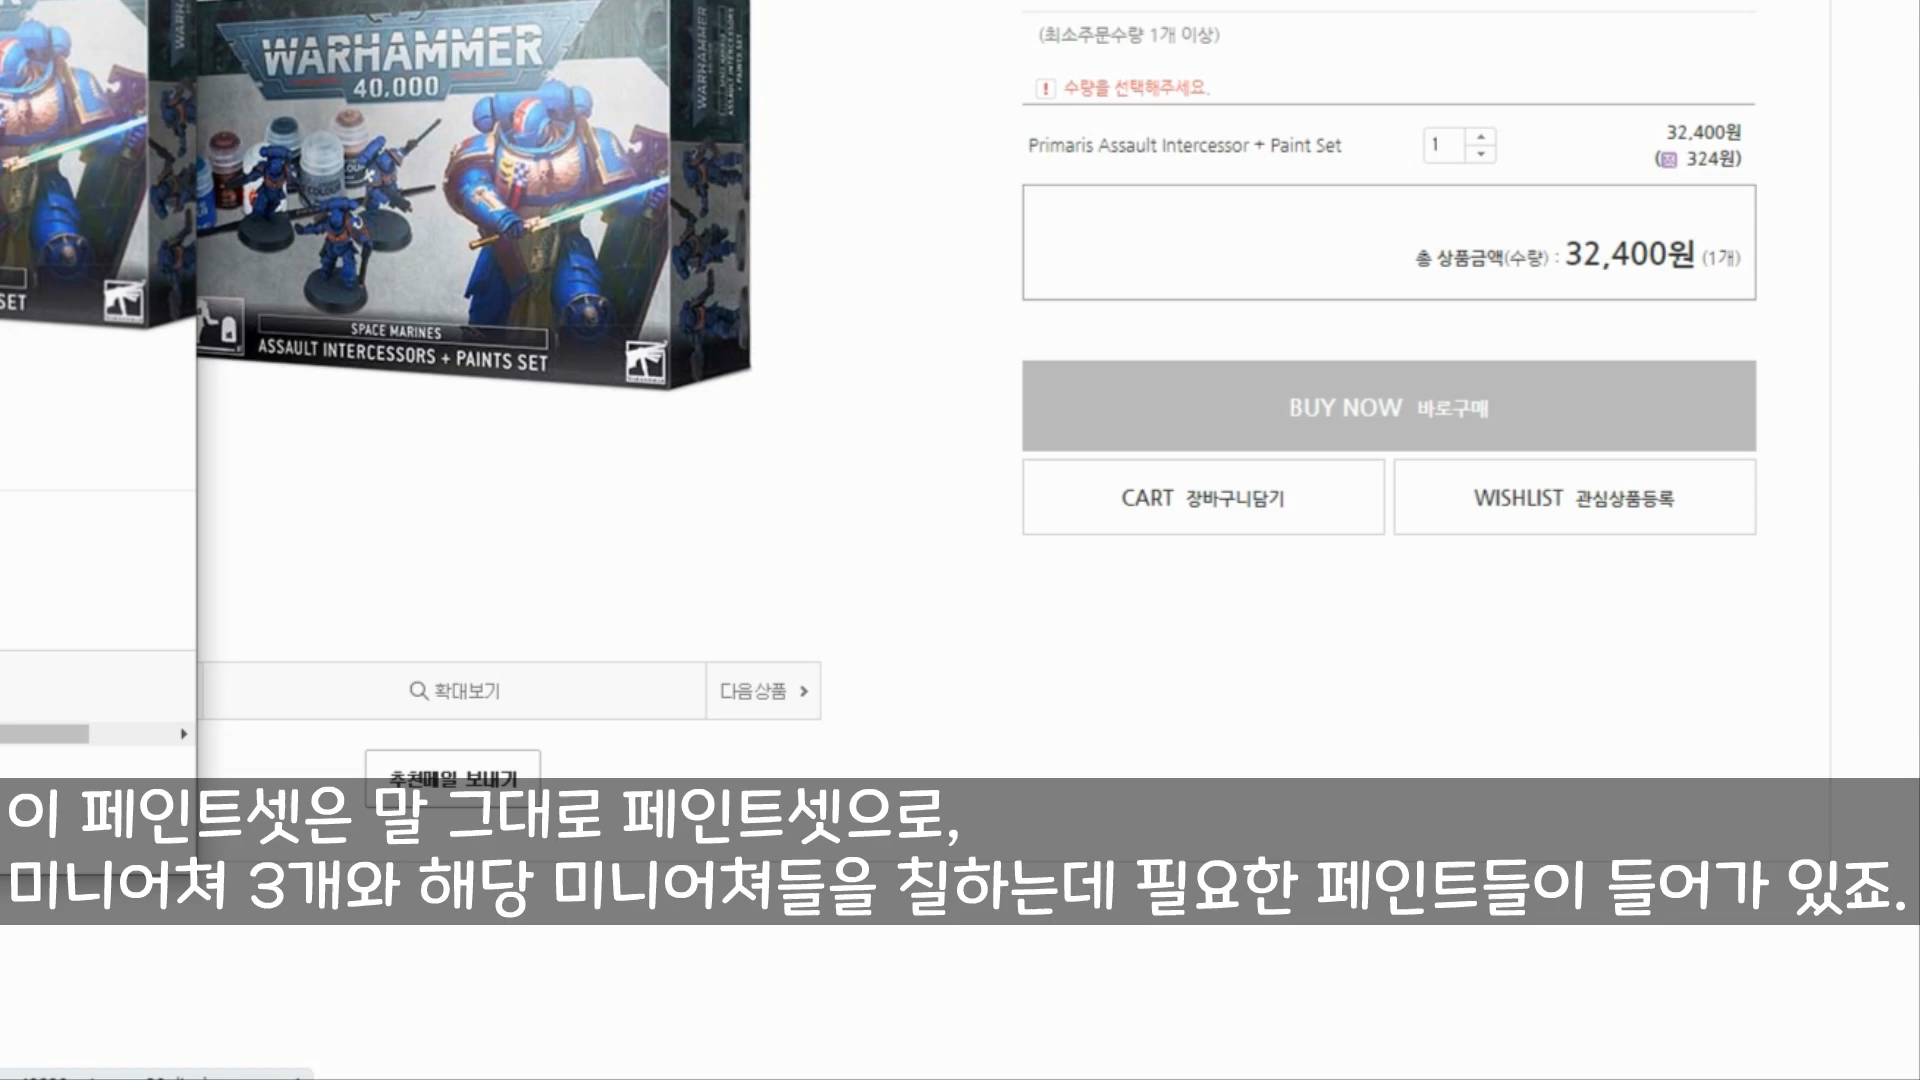 WARHAMMER
40,000
SPACE MARINES
ASSAULT INTERCESSORS + PAINTS SET
SET
(최소주문수량 1개 이상)
수량을 선택해주세요.
Primaris Assault Intercessor + Paint Set
1
32,400원
( 324원)
총 상품금액(수량) : 32,400원 (1개)
BUY NOW 바로구매
CART 장바구니담기
WISHLIST 관심상품등록
확대보기
다음상품
추천메일 보내기
이 페인트셋은 말 그대로 페인트셋으로,
미니어쳐 3개와 해당 미니어쳐들을 칠하는데 필요한 페인트들이 들어가 있죠.